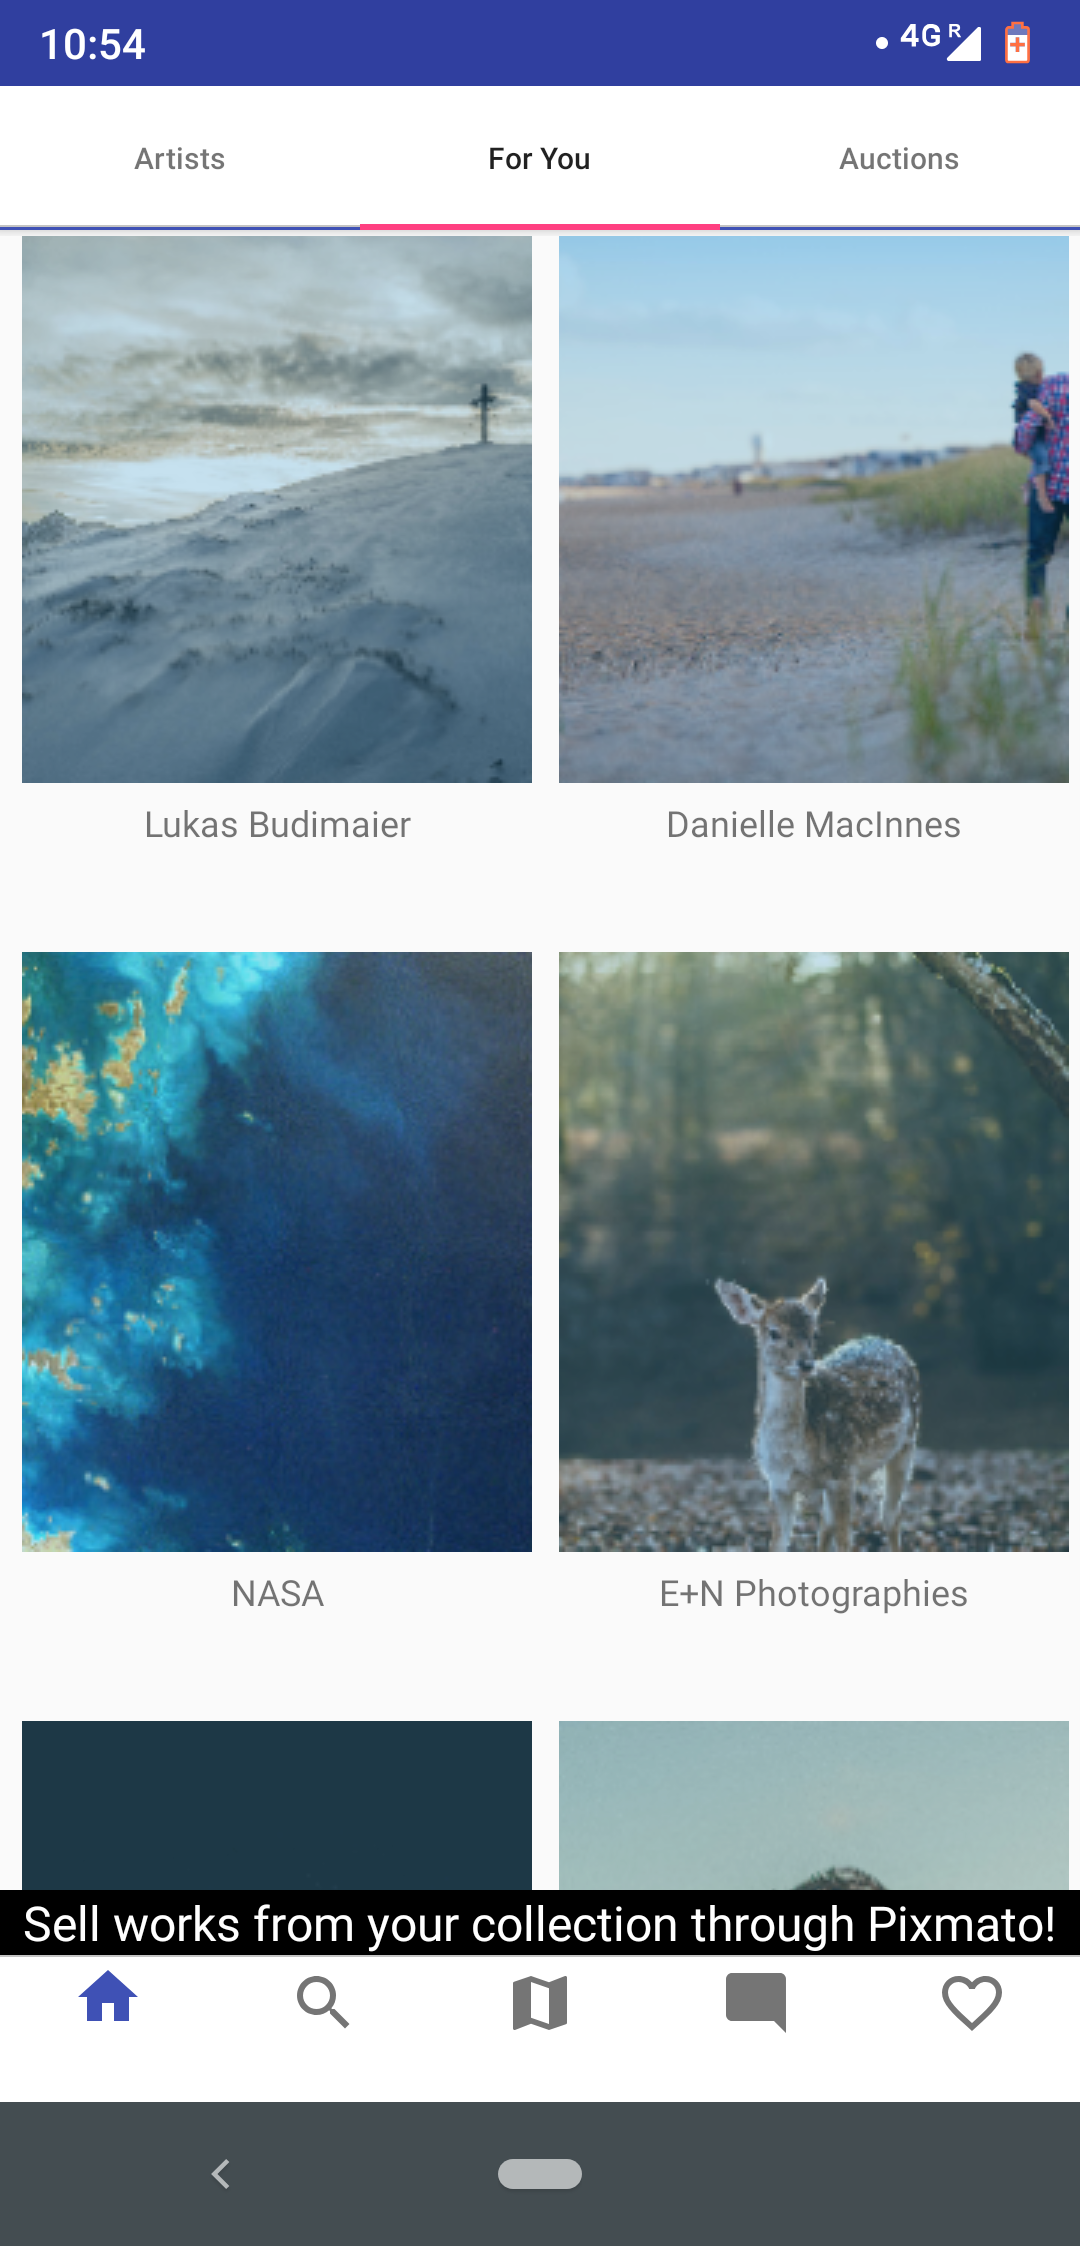 10:54
4G R
Artists
For You
Auctions
Lukas Budimaier
Danielle MacInnes
NASA
E+N Photographies
Sell works from your collection through Pixmato!